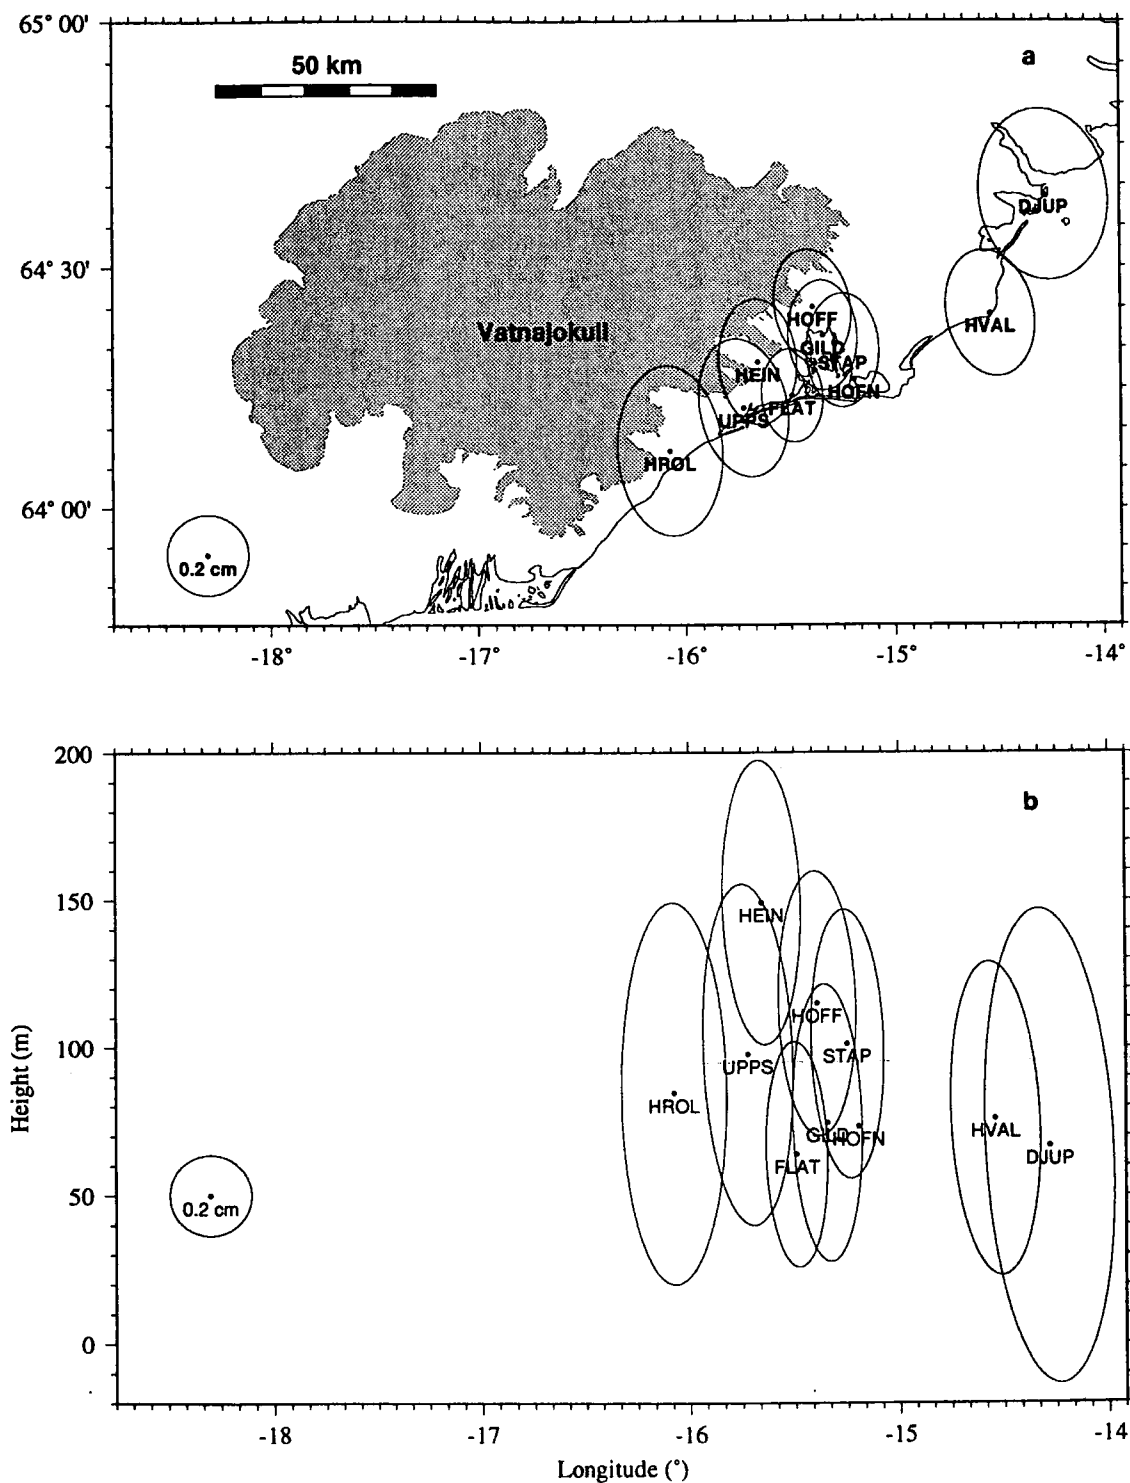 65° 00'
50 km
a
DJUP
64° 30'
HOFF
HVAL
Vatnajokull
GILD
STAP
HEIN
HOFN
FLAT
UPPS
HROL
64° 00'
0.2 cm
-18° -17° -16° -15° -14°
200
b
150
HEIN
HOFF
100
STAP
UPPS
Height (m)
HROL
HVAL
GILD
HOFN
DJUP
FLAT
50
0.2 cm
0
-18 -17 -16 -15 -14
Longitude (°)